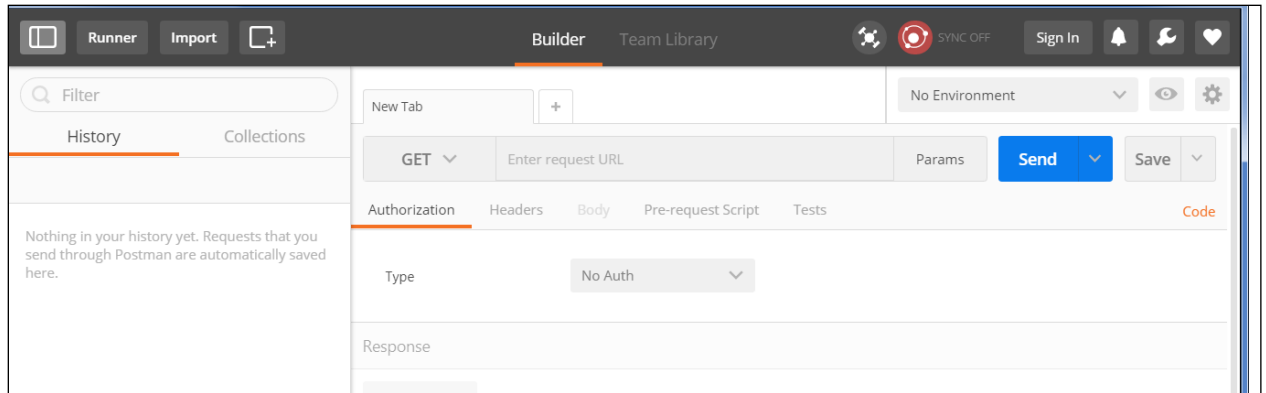 Runner Import Builder Team Library SYNC OFF Sign In
Filter
No Environment
New Tab +
History Collections
GET Enter request URL Params Send Save
Authorization Headers Body Pre-request Script Tests Code
Nothing in your history yet. Requests that you
send through Postman are automatically saved
here.
Type No Auth
Response